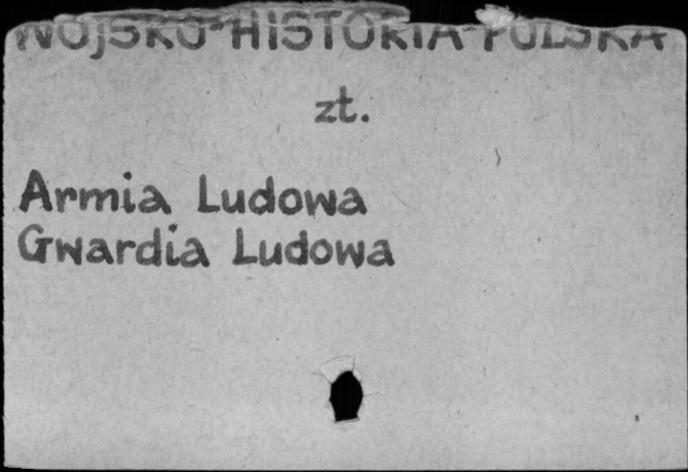 WOJSKO-HISTORIA-POLSKA
zt.
Armia Ludowa
Gwardia Ludowa